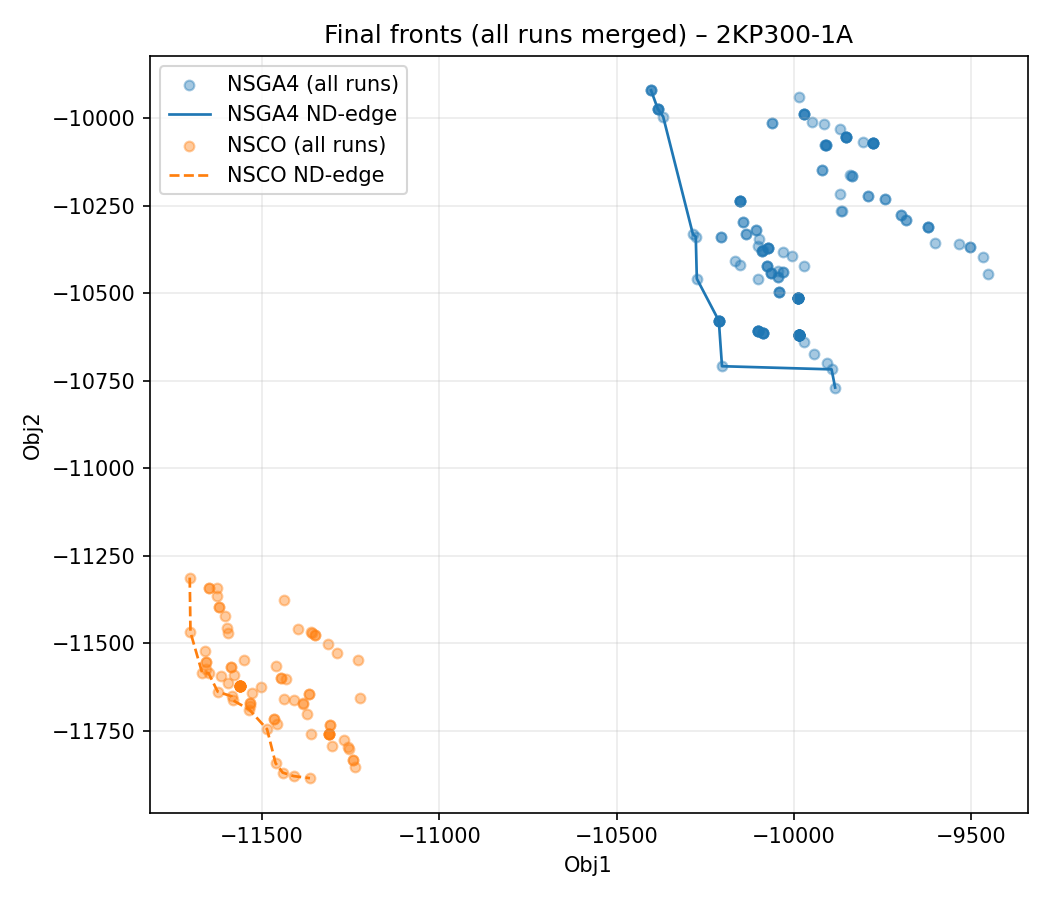 Final fronts (all runs merged) – 2KP300-1A
NSGA4 (all runs)
NSGA4 ND-edge
NSCO (all runs)
NSCO ND-edge
−10000
−10250
−10500
−10750
−11000
−11250
−11500
−11750
Obj2
−11500
−11000
−10500
−10000
−9500
Obj1